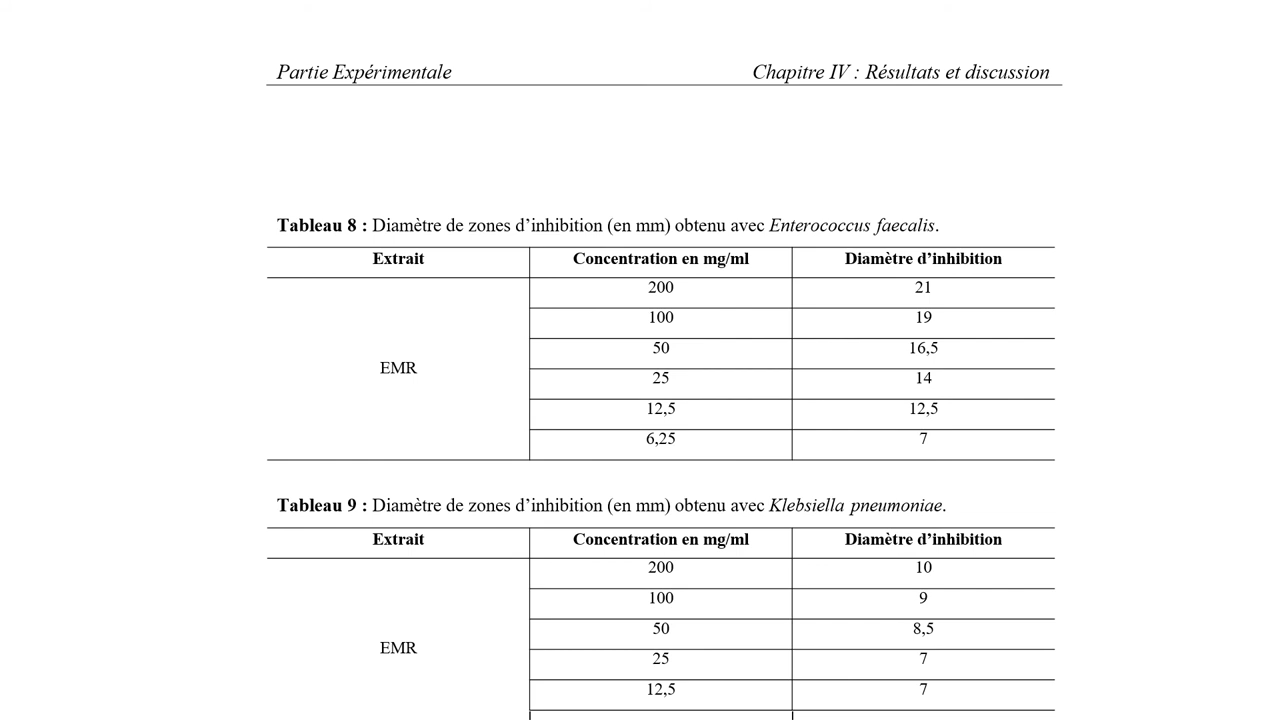 Partie Expérimentale Chapitre IV : Résultats et discussion
Tableau 8 : Diamètre de zones d’inhibition (en mm) obtenu avec Enterococcus faecalis.
Extrait Concentration en mg/ml Diamètre d’inhibition
200 21
100 19
50 16,5
EMR
25 14
12,5 12,5
6,25 7
Tableau 9 : Diamètre de zones d’inhibition (en mm) obtenu avec Klebsiella pneumoniae.
Extrait Concentration en mg/ml Diamètre d’inhibition
200 10
100 9
50 8,5
EMR
25 7
12,5 7